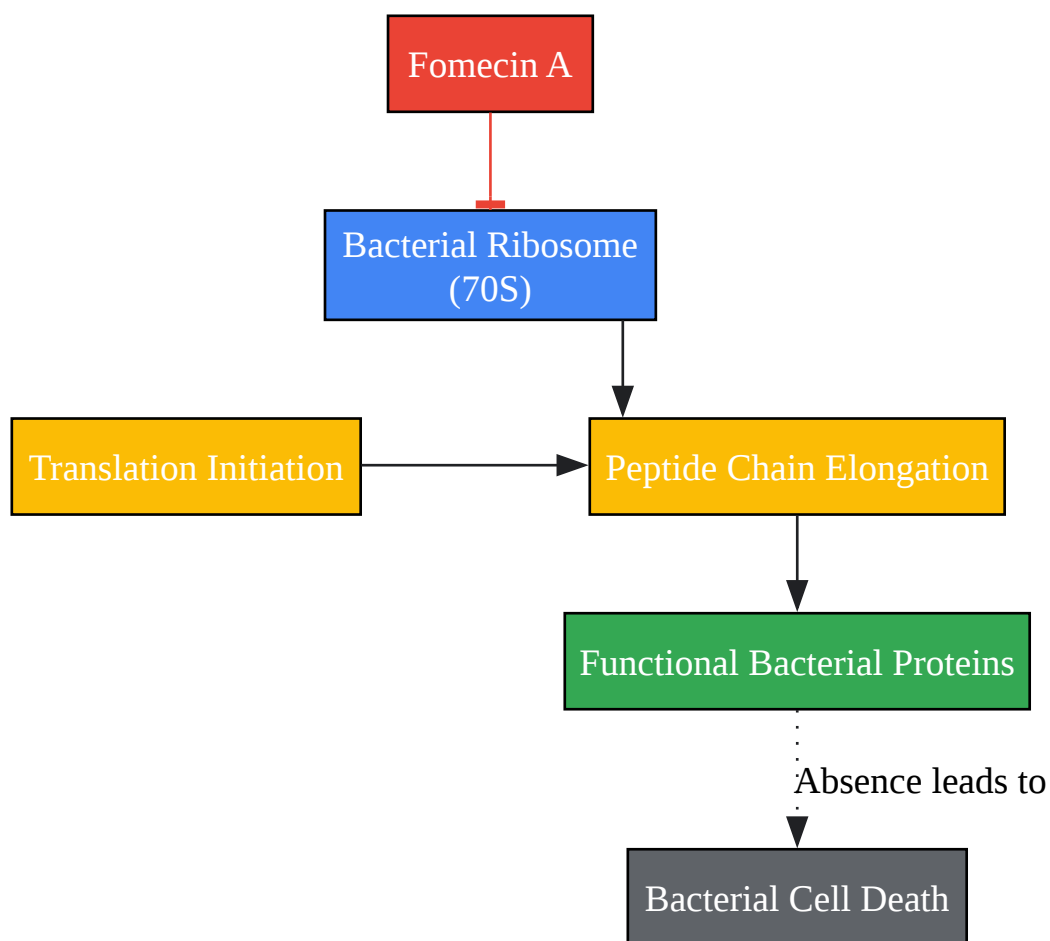 Fomecin A
Bacterial Ribosome
(70S)
Translation Initiation
Peptide Chain Elongation
Functional Bacterial Proteins
Absence leads to
Bacterial Cell Death